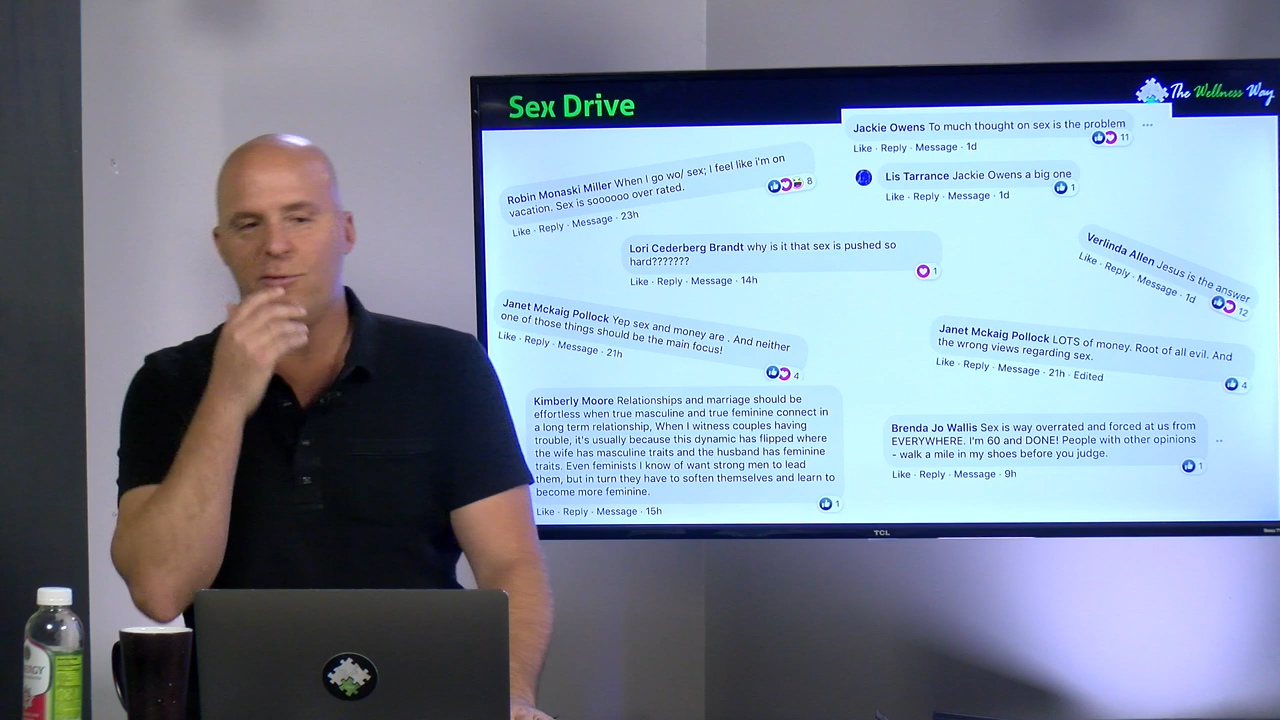 Sex Drive
The Wellness Way
Jackie Owens To much thought on sex is the problem
11
Like · Reply · Message · 1d
Lis Tarrance Jackie Owens a big one
1
Like · Reply · Message · 1d
Robin Monaski Miller When I go wo/ sex; I feel like i'm on
vacation. Sex is soooooo over rated.
8
Like · Reply · Message · 23h
Lori Cederberg Brandt why is it that sex is pushed so
hard???????
1
Like · Reply · Message · 14h
Verlinda Allen Jesus is the answer
Like · Reply · Message · 1d
12
Janet Mckaig Pollock Yep sex and money are . And neither
one of those things should be the main focus!
Like · Reply · Message · 21h
4
Janet Mckaig Pollock LOTS of money. Root of all evil. And
the wrong views regarding sex.
Like · Reply · Message · 21h · Edited
4
Kimberly Moore Relationships and marriage should be
effortless when true masculine and true feminine connect in
a long term relationship, When I witness couples having
trouble, it's usually because this dynamic has flipped where
the wife has masculine traits and the husband has feminine
traits. Even feminists I know of want strong men to lead
them, but in turn they have to soften themselves and learn to
become more feminine.
1
Like · Reply · Message · 15h
Brenda Jo Wallis Sex is way overrated and forced at us from
EVERYWHERE. I'm 60 and DONE! People with other opinions
- walk a mile in my shoes before you judge.
1
Like · Reply · Message · 9h
TCL